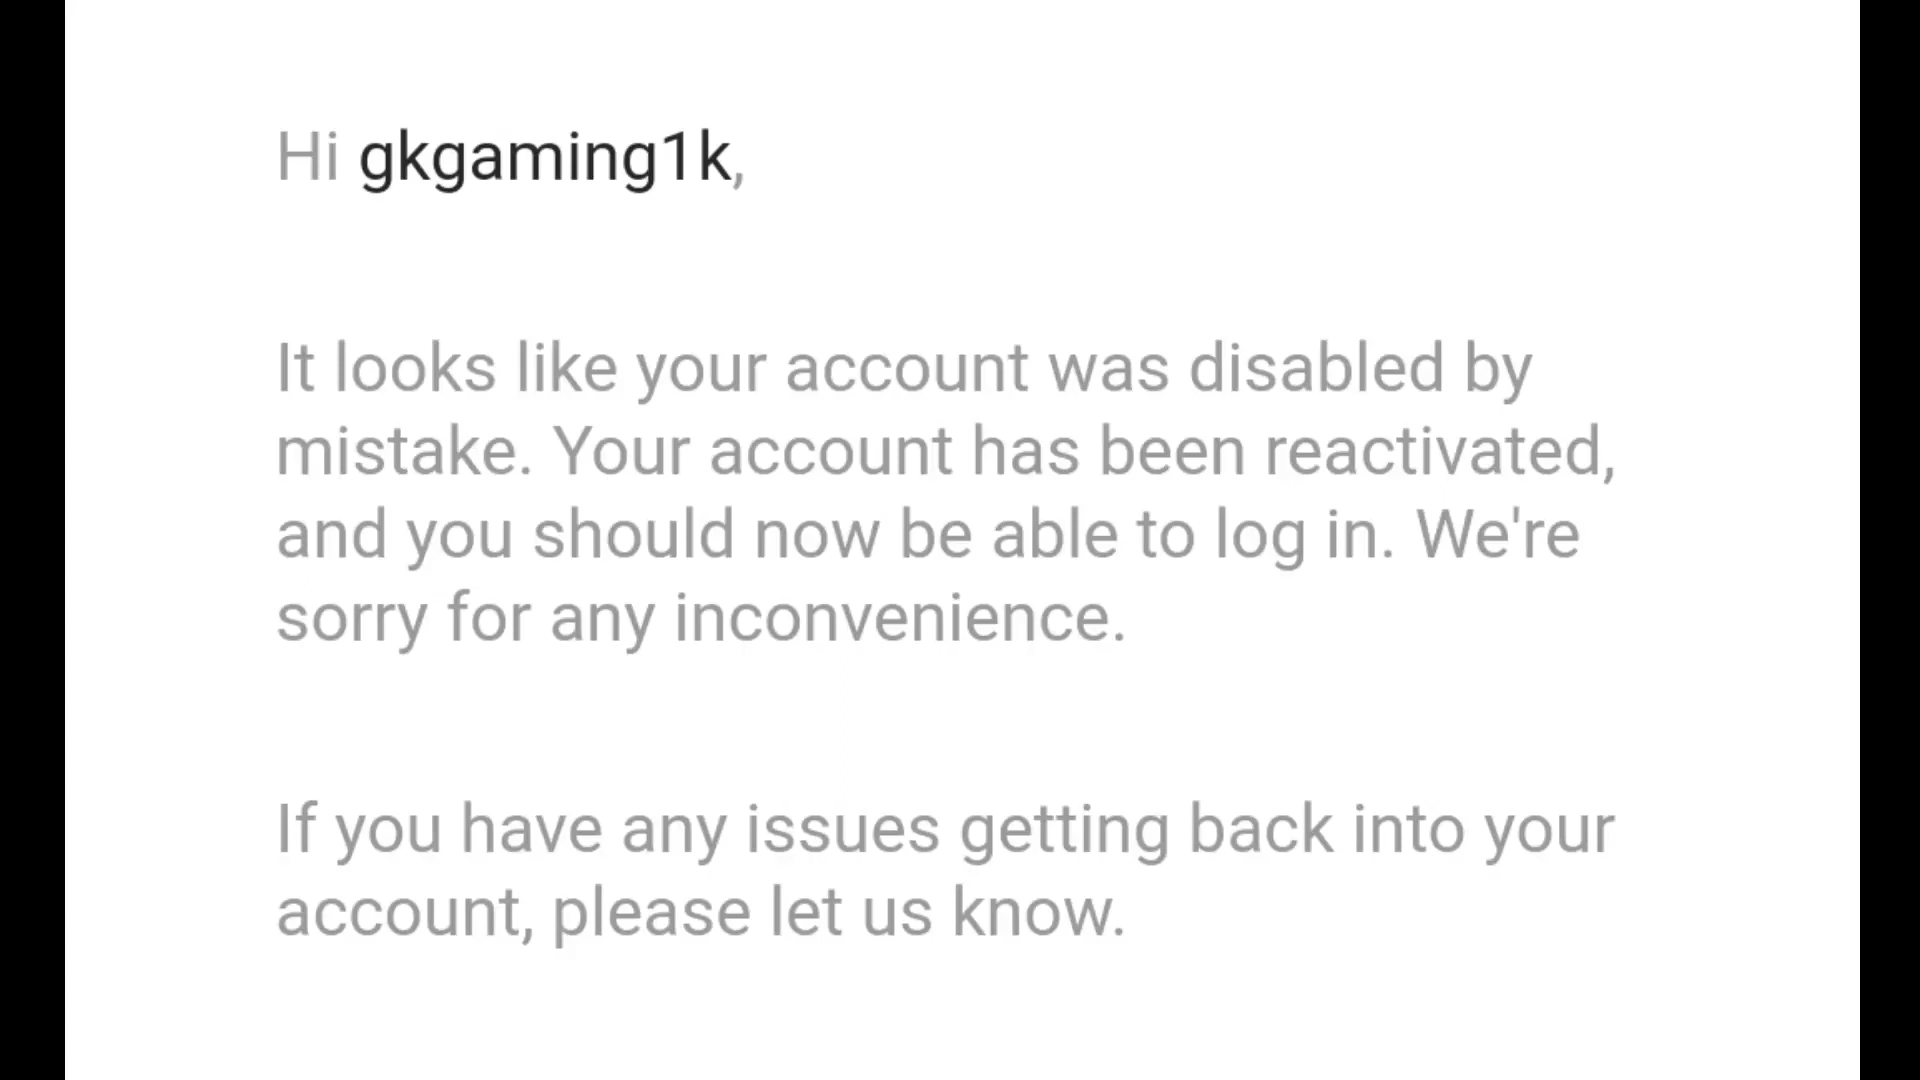 Hi gkgaming1k,
It looks like your account was disabled by
mistake. Your account has been reactivated,
and you should now be able to log in. We're
sorry for any inconvenience.
If you have any issues getting back into your
account, please let us know.